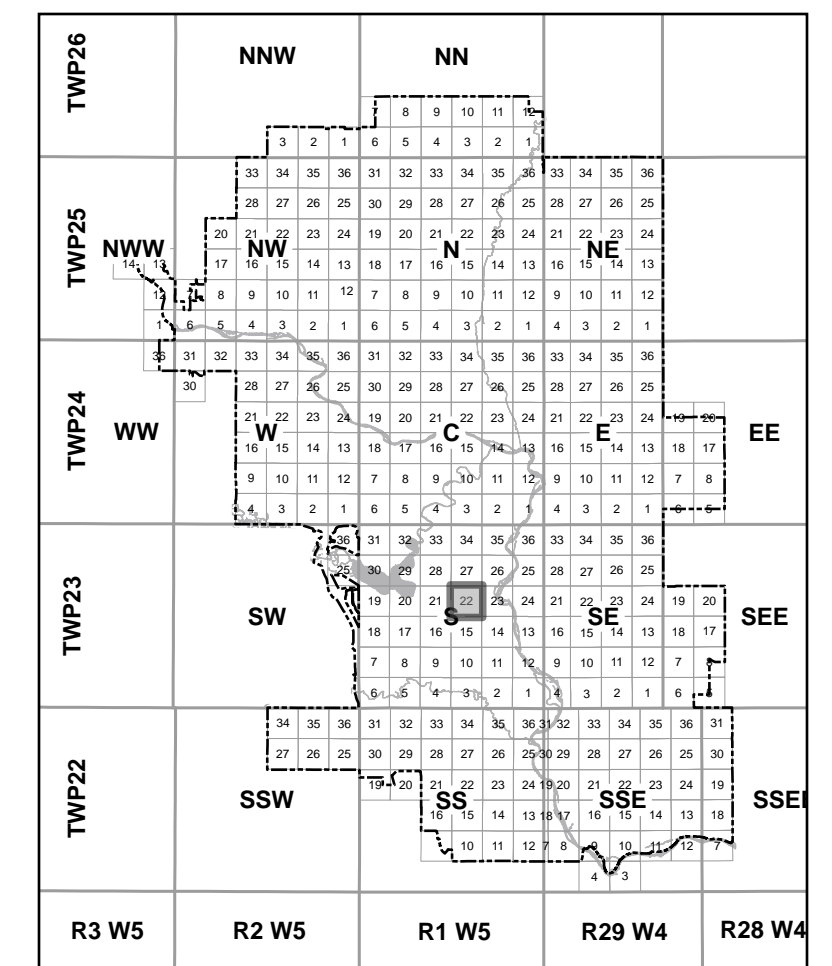 TWP26
NNW NN
7 8 9 10 11 12
3 2 1 6 5 4 3 2 1
TWP25
33 34 35 36 31 32 33 34 35 36 33 34 35 36
28 27 26 25 30 29 28 27 26 25 28 27 26 25
20 21 22 23 24 19 20 21 22 23 24 21 22 23 24
NWW NW N NE
14 13 17 16 15 14 13 18 17 16 15 14 13 16 15 14 13
12 7 8 9 10 11 12 7 8 9 10 11 12 9 10 11 12
1 6 5 4 3 2 1 6 5 4 3 2 1 4 3 2 1
TWP24
36 31 32 33 34 35 36 31 32 33 34 35 36 33 34 35 36
30 28 27 26 25 30 29 28 27 26 25 28 27 26 25
21 22 23 24 19 20 21 22 23 24 21 22 23 24 19 20
WW W C E EE
16 15 14 13 18 17 16 15 14 13 16 15 14 13 18 17
9 10 11 12 7 8 9 10 11 12 9 10 11 12 7 8
4 3 2 1 6 5 4 3 2 1 4 3 2 1 6 5
TWP23
36 31 32 33 34 35 36 33 34 35 36
25 30 29 28 27 26 25 28 27 26 25
19 20 21 22 23 24 21 22 23 24 19 20
SW S SE SEE
18 17 16 15 14 13 16 15 14 13 18 17
7 8 9 10 11 12 9 10 11 12 7 8
6 5 4 3 2 1 4 3 2 1 6
TWP22
34 35 36 31 32 33 34 35 36 31 32 33 34 35 36 31
27 26 25 30 29 28 27 26 25 30 29 28 27 26 25 30
19 20 21 22 23 24 19 20 21 22 23 24 19
SSW SS SSE
16 15 14 13 18 17 16 15 14 13 18
10 11 12 7 8 9 10 11 12 7
4 3
R3 W5 R2 W5 R1 W5 R29 W4 R28 W4